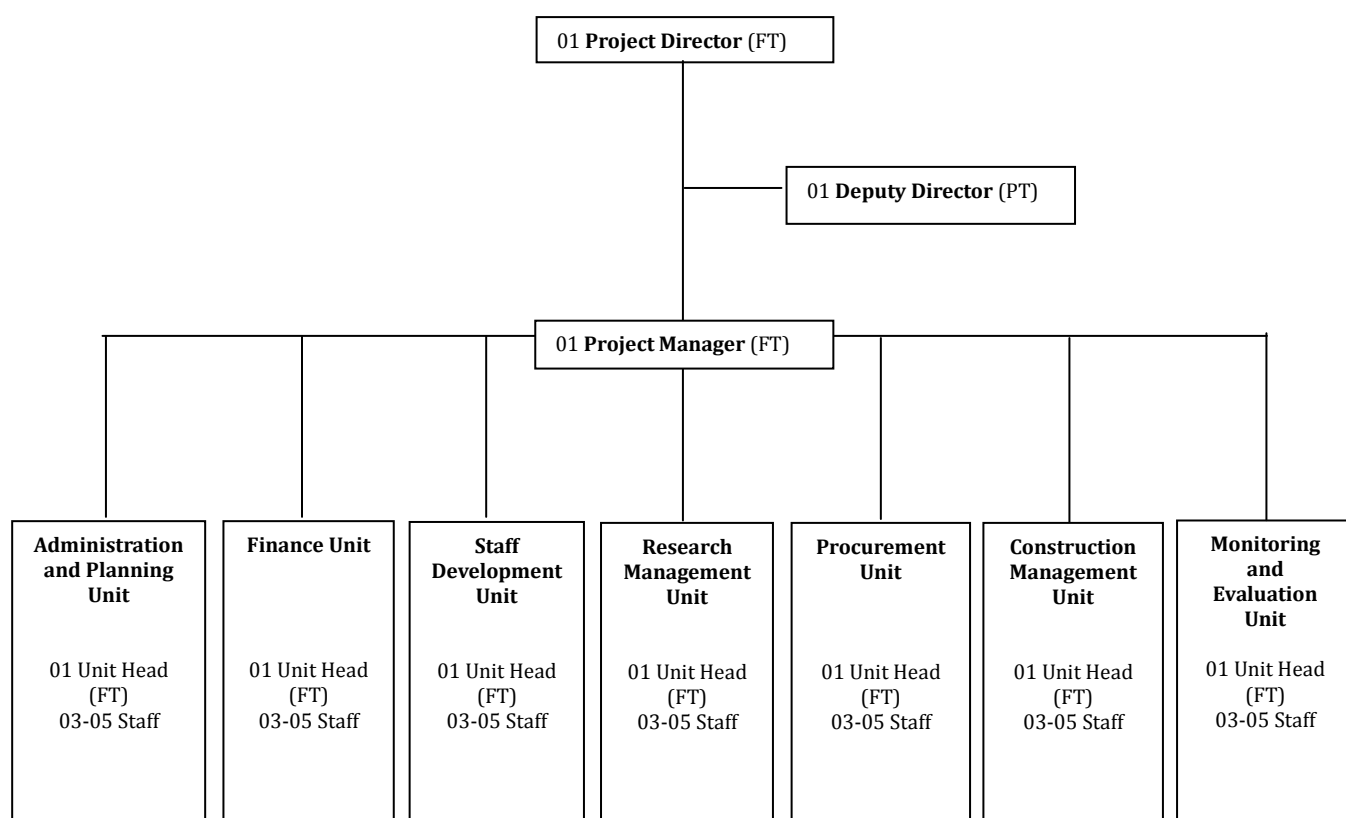 01 Project Director (FT)
01 Deputy Director (PT)
01 Project Manager (FT)
Administration
and Planning
Unit
01 Unit Head
(FT)
03-05 Staff
Finance Unit
01 Unit Head
(FT)
03-05 Staff
Staff
Development
Unit
01 Unit Head
(FT)
03-05 Staff
Research
Management
Unit
01 Unit Head
(FT)
03-05 Staff
Procurement
Unit
01 Unit Head
(FT)
03-05 Staff
Construction
Management
Unit
01 Unit Head
(FT)
03-05 Staff
Monitoring
and
Evaluation
Unit
01 Unit Head
(FT)
03-05 Staff